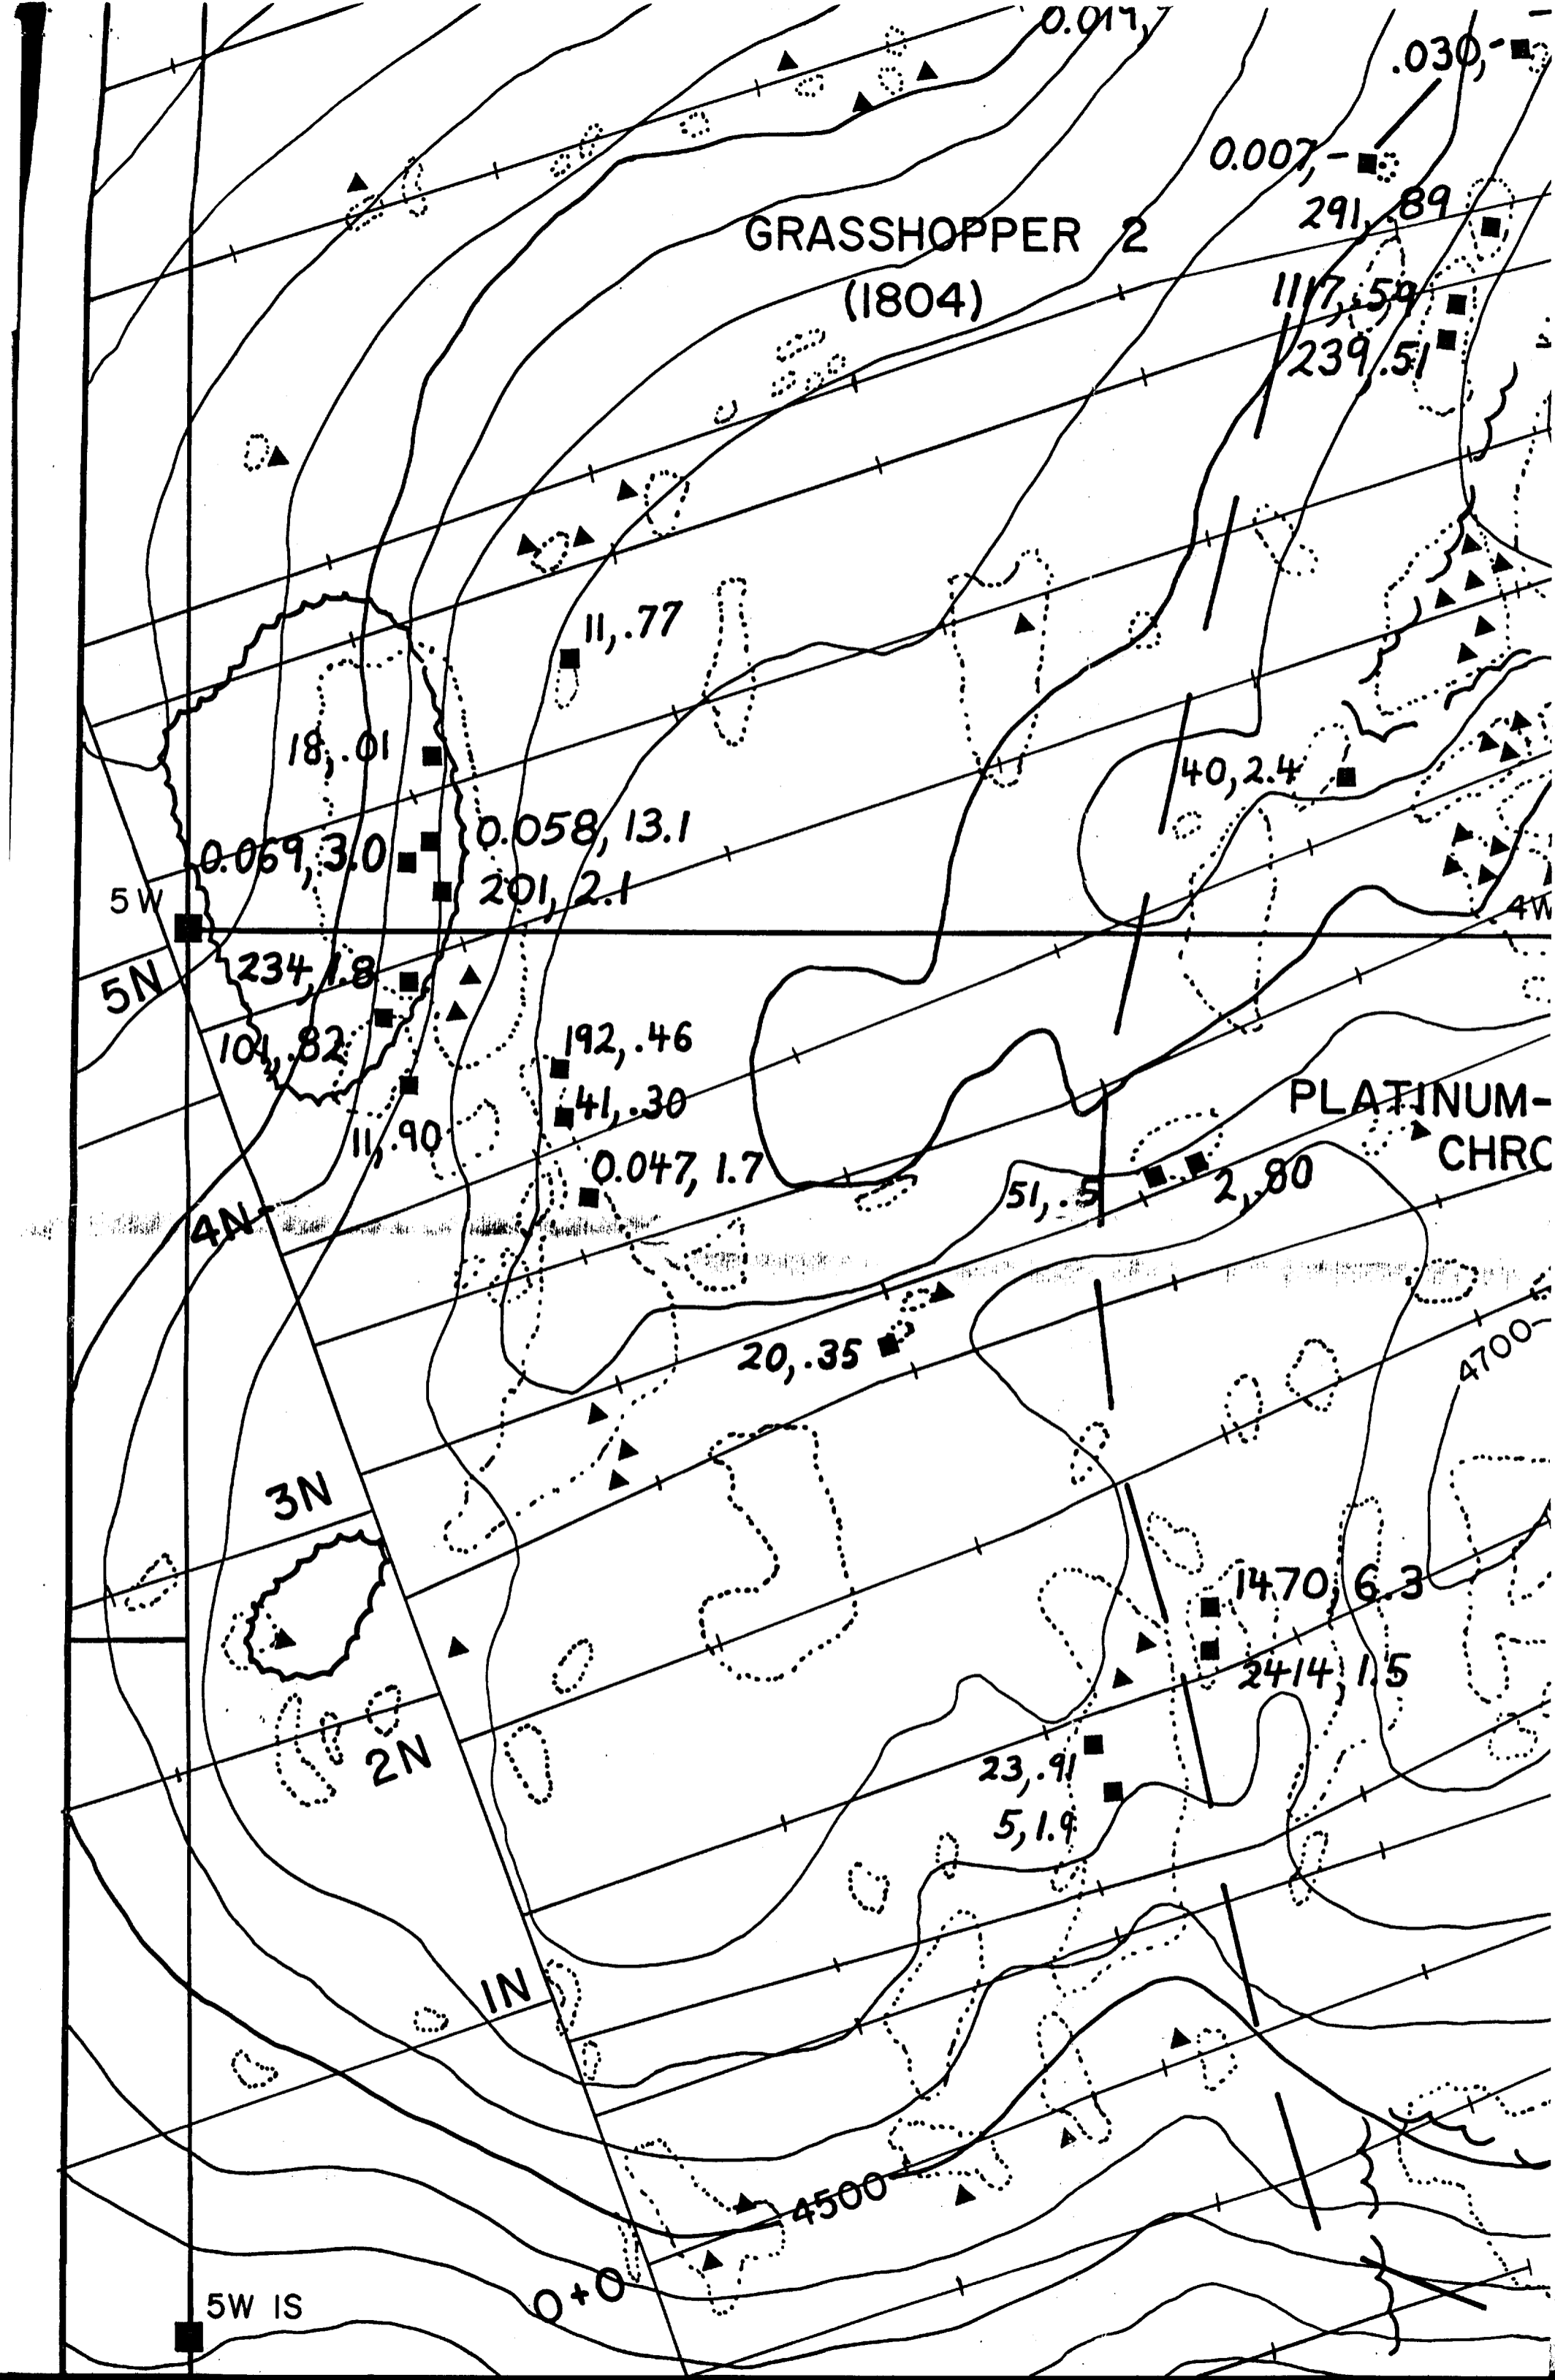 0.017,
.030,-
0.007,-
291,.89
GRASSHOPPER 2
(1804)
1117,.59
239,.51
11,.77
18,.01
40,2.4
0.069,3.0
0.058,13.1
201,2.1
5W
4W
5N
234,1.8
101,.82
192,.46
41,.30
11,.90
PLATINUM-
CHRO
0.047,1.7
51,.5
2,.80
4N
20,.35
4700
3N
1470,6.3
2414,1.5
2N
23,.91
5,1.9
1N
4500
0+0
5W 1S